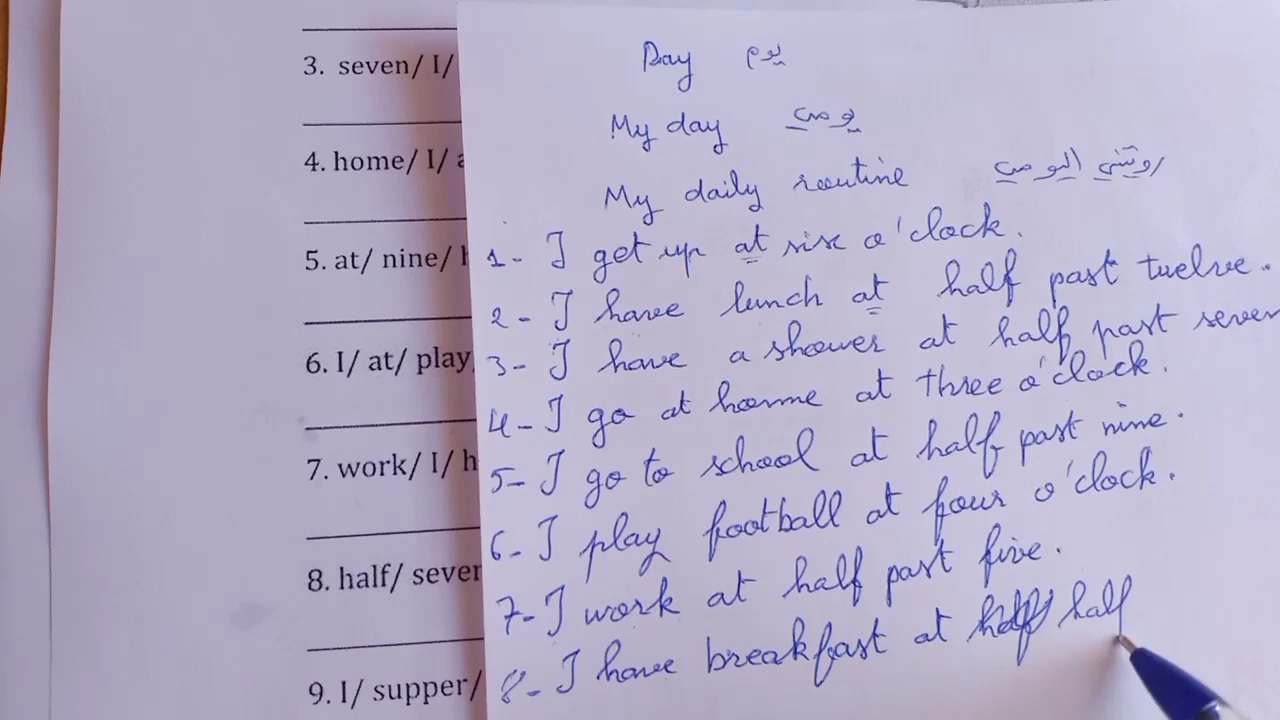 3. seven/ I/
4. home/ I/ a
5. at/ nine/ h
6. I/ at/ play
7. work/ I/ h
8. half/ seven
9. I/ supper/
Day يوم
My day يومي
My daily routine روتيني اليومي
1- I get up at six o'clock.
2- I have lunch at half past twelve.
3- I have a shower at half past seven
4- I go at home at three o'clock.
5- I go to school at half past nine.
6- I play football at four o'clock.
7- I work at half past five.
8- I have breakfast at half half